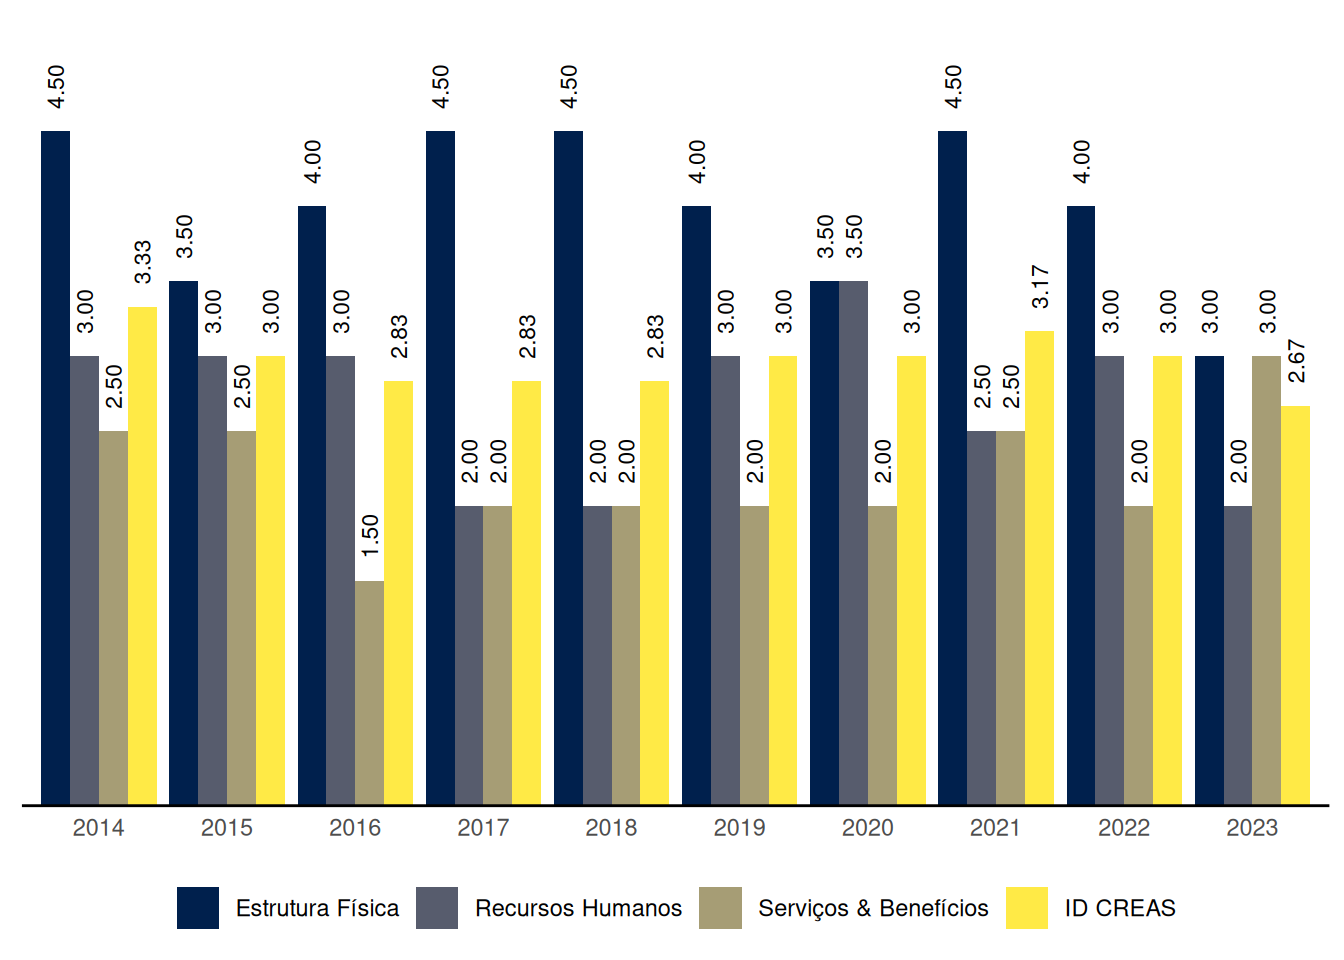 4.50 3.00 2.50 3.33 3.50 3.00 2.50 3.00 4.00 3.00 1.50 2.83 4.50 2.00 2.00 2.83 4.50 2.00 2.00 2.83 4.00 3.00 2.00 3.00 3.50 3.50 2.00 3.00 4.50 2.50 2.50 3.17 4.00 3.00 2.00 3.00 3.00 2.00 3.00 2.67
2014 2015 2016 2017 2018 2019 2020 2021 2022 2023
Estrutura Física Recursos Humanos Serviços & Benefícios ID CREAS